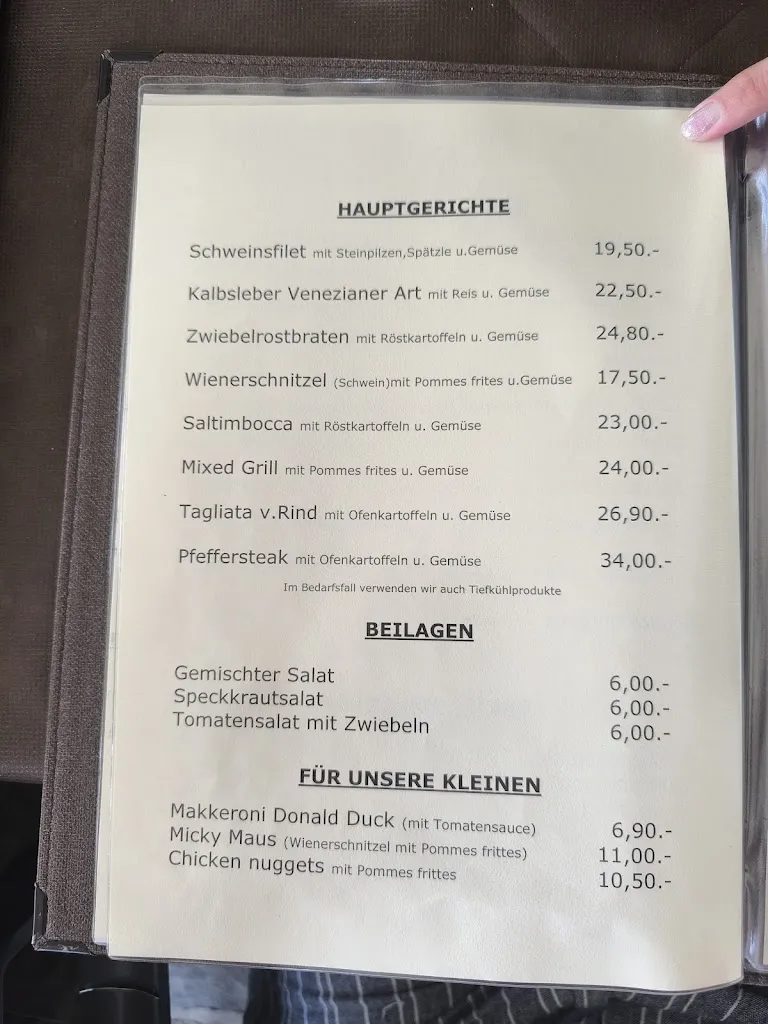 HAUPTGERICHTE
Schweinsfilet mit Steinpilzen,Spätzle u.Gemüse 19,50.-
Kalbsleber Venezianer Art mit Reis u. Gemüse 22,50.-
Zwiebelrostbraten mit Röstkartoffeln u. Gemüse 24,80.-
Wienerschnitzel (Schwein)mit Pommes frites u.Gemüse 17,50.-
Saltimbocca mit Röstkartoffeln u. Gemüse 23,00.-
Mixed Grill mit Pommes frites u. Gemüse 24,00.-
Tagliata v.Rind mit Ofenkartoffeln u. Gemüse 26,90.-
Pfeffersteak mit Ofenkartoffeln u. Gemüse 34,00.-
Im Bedarfsfall verwenden wir auch Tiefkühlprodukte
BEILAGEN
Gemischter Salat 6,00.-
Speckkrautsalat 6,00.-
Tomatensalat mit Zwiebeln 6,00.-
FÜR UNSERE KLEINEN
Makkeroni Donald Duck (mit Tomatensauce) 6,90.-
Micky Maus (Wienerschnitzel mit Pommes frittes) 11,00.-
Chicken nuggets mit Pommes frittes 10,50.-